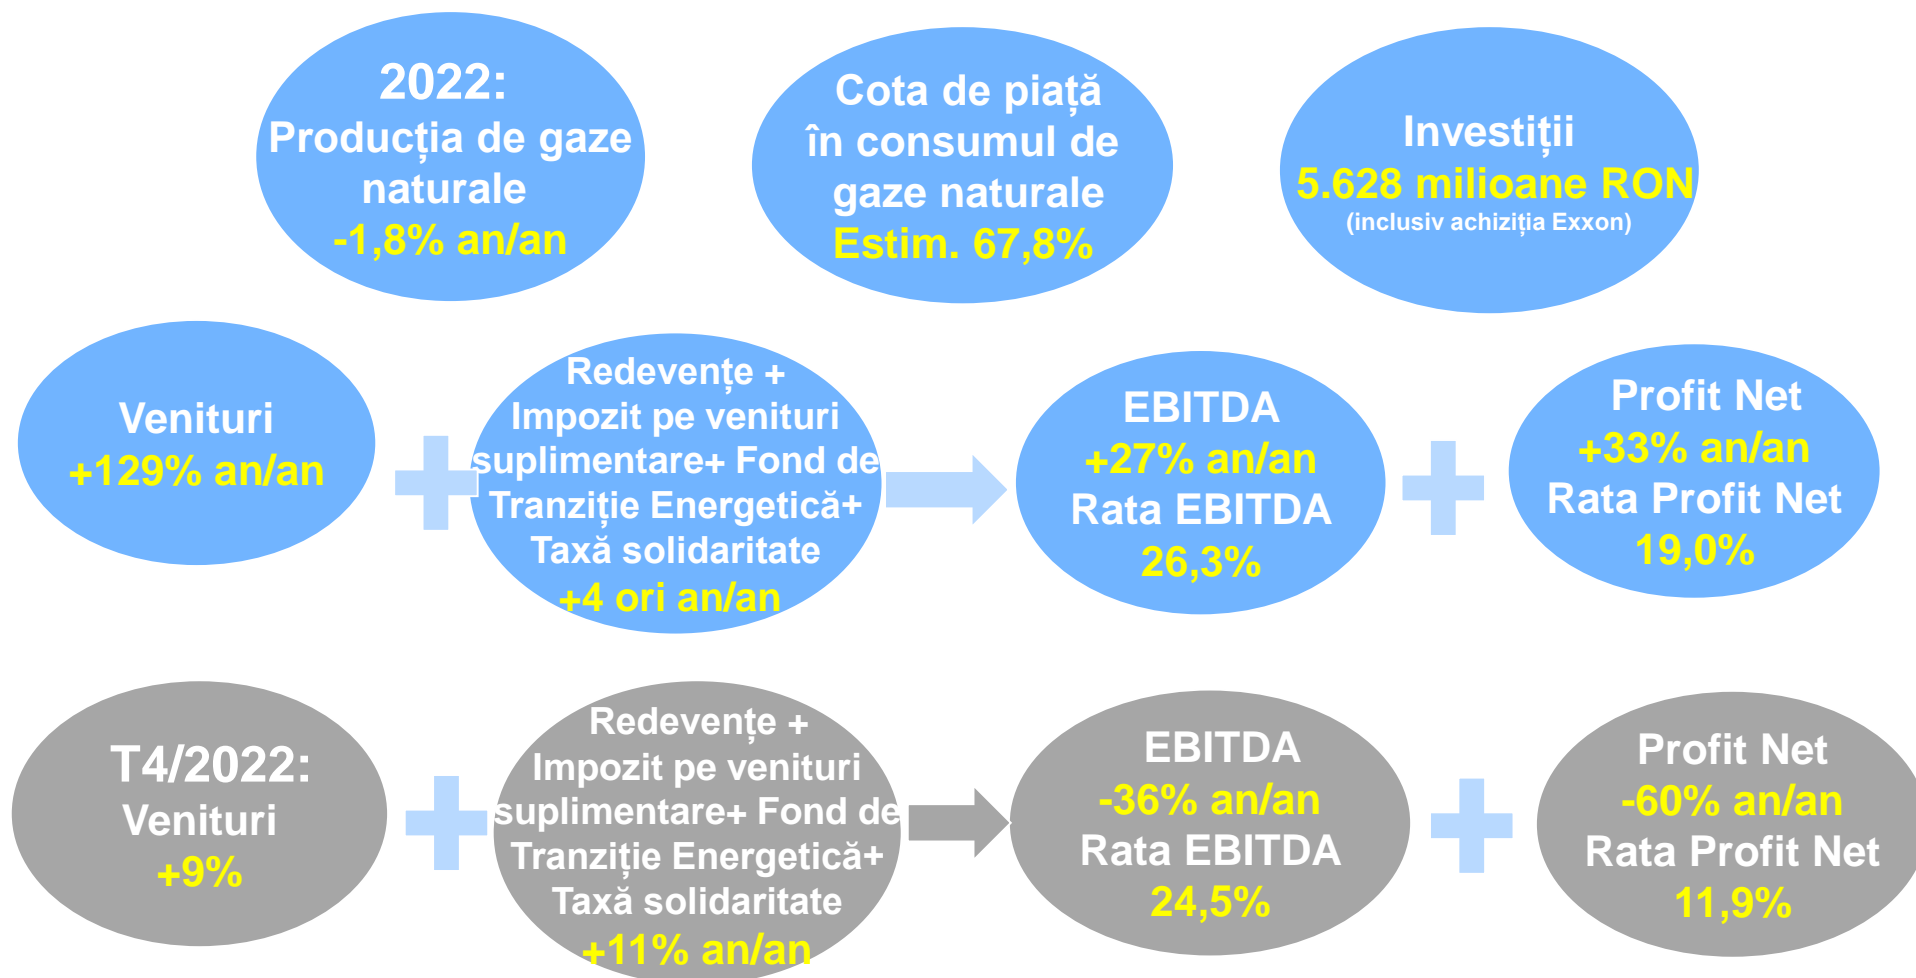 2022:
Producția de gaze
naturale
-1,8% an/an
Cota de piață
în consumul de
gaze naturale
Estim. 67,8%
Investiții
5.628 milioane RON
(inclusiv achiziția Exxon)
Venituri
+129% an/an
Redevențe +
Impozit pe venituri
suplimentare+ Fond de
Tranziție Energetică+
Taxă solidaritate
+4 ori an/an
EBITDA
+27% an/an
Rata EBITDA
26,3%
Profit Net
+33% an/an
Rata Profit Net
19,0%
T4/2022:
Venituri
+9%
Redevențe +
Impozit pe venituri
suplimentare+ Fond de
Tranziție Energetică+
Taxă solidaritate
+11% an/an
EBITDA
-36% an/an
Rata EBITDA
24,5%
Profit Net
-60% an/an
Rata Profit Net
11,9%